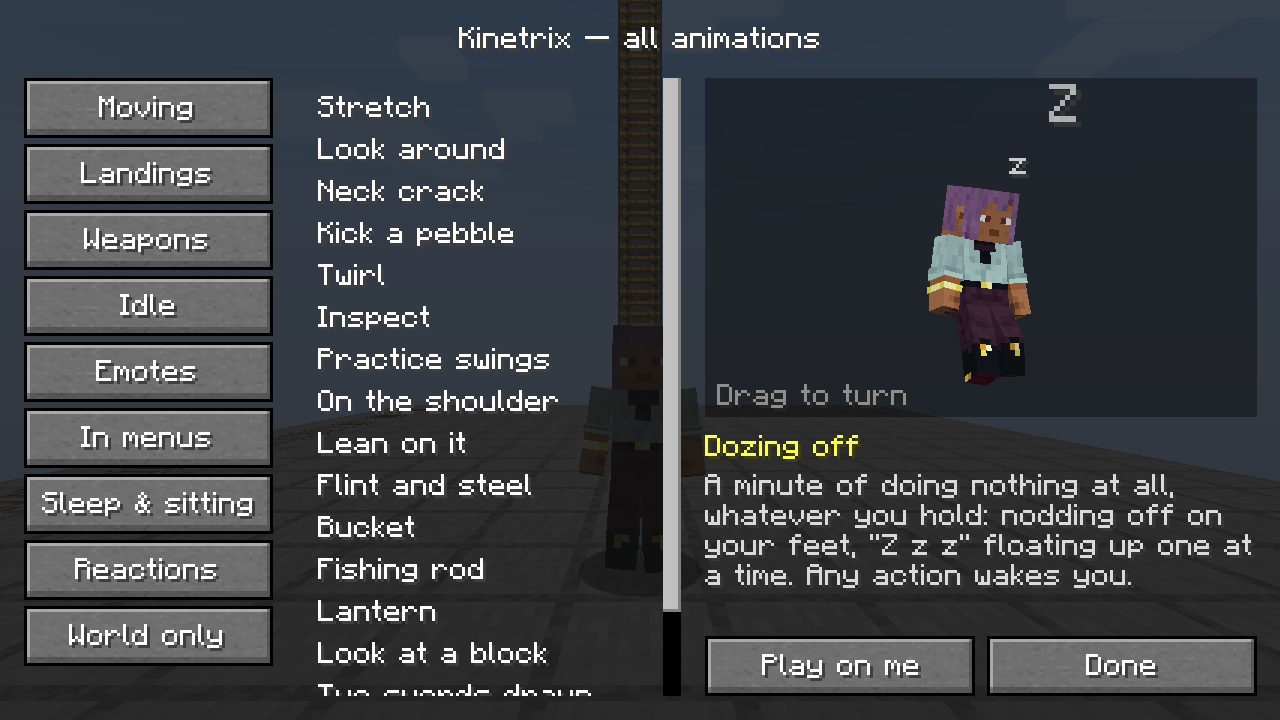 Kinetrix — all animations
Moving
Landings
Weapons
Idle
Emotes
In menus
Sleep & sitting
Reactions
World only
Stretch
Look around
Neck crack
Kick a pebble
Twirl
Inspect
Practice swings
On the shoulder
Lean on it
Flint and steel
Bucket
Fishing rod
Lantern
Look at a block
Z
z
Drag to turn
Dozing off
A minute of doing nothing at all,
whatever you hold: nodding off on
your feet, "Z z z" floating up one at
a time. Any action wakes you.
Play on me
Done